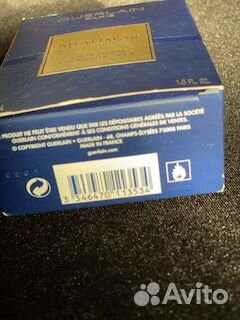 GUERLAIN
PARIS
SHALIMAR
1.0 FL. OZ.
CE PRODUIT NE PEUT ÊTRE VENDU QUE PAR LES DÉPOSITAIRES AGRÉÉS PAR LA SOCIÉTÉ
GUERLAIN CONFORMÉMENT À SES CONDITIONS GÉNÉRALES DE VENTES.
© COPYRIGHT GUERLAIN - GUERLAIN - 68, CHAMPS-ÉLYSÉES 75008 PARIS
MADE IN FRANCE
guerlain.com
3 346470 113534
Avito